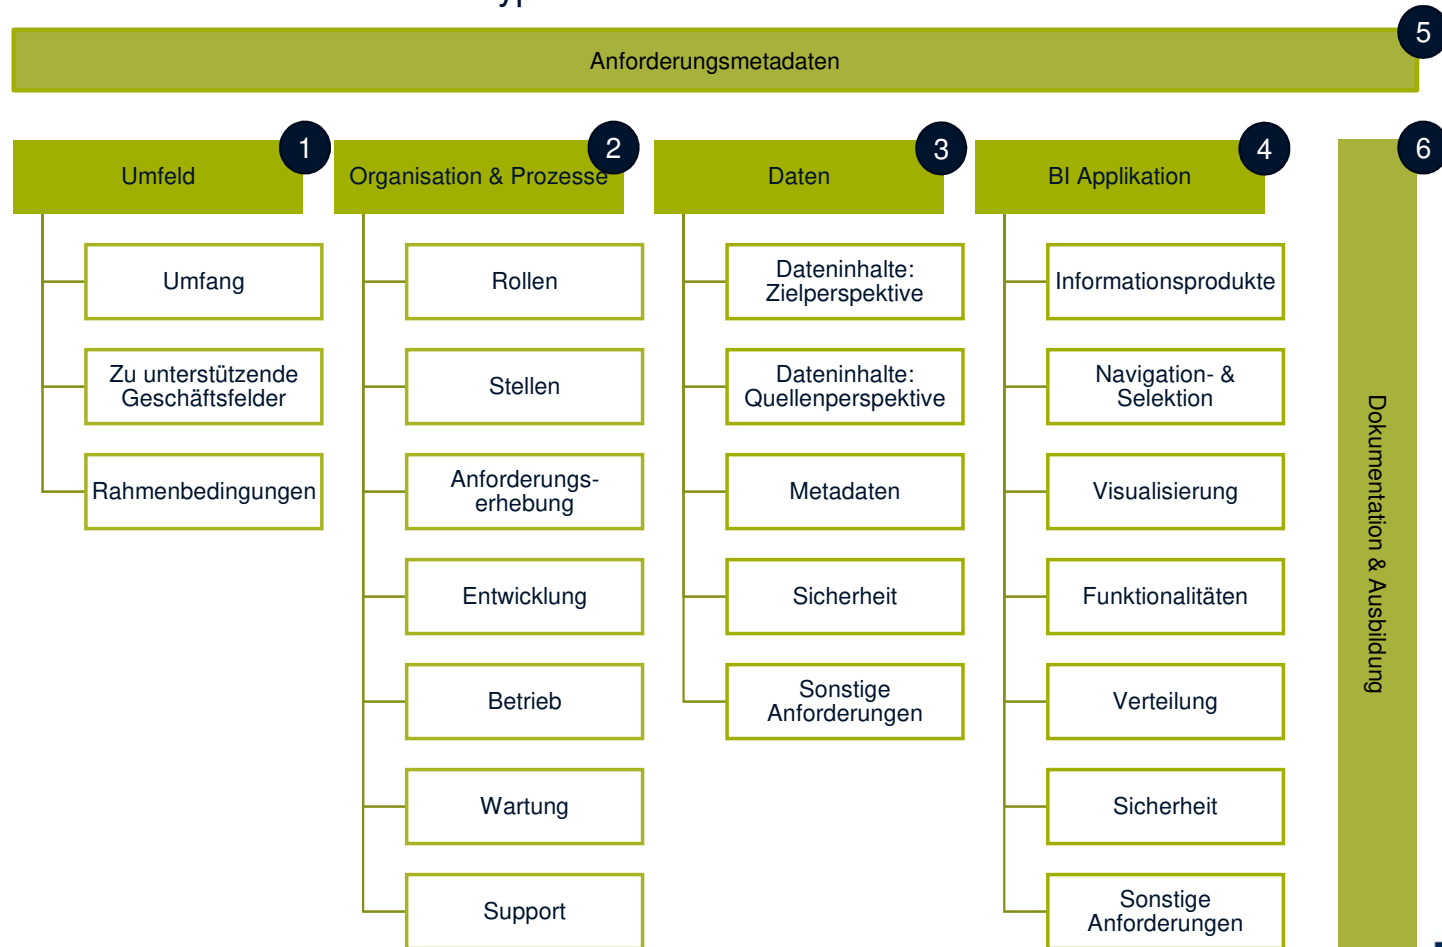 5
Anforderungsmetadaten
1
Umfeld
Umfang
Zu unterstützende
Geschäftsfelder
Rahmenbedingungen
2
Organisation & Prozesse
Rollen
Stellen
Anforderungs-
erhebung
Entwicklung
Betrieb
Wartung
Support
3
Daten
Dateninhalte:
Zielperspektive
Dateninhalte:
Quellenperspektive
Metadaten
Sicherheit
Sonstige
Anforderungen
4
BI Applikation
Informationsprodukte
Navigation- &
Selektion
Visualisierung
Funktionalitäten
Verteilung
Sicherheit
Sonstige
Anforderungen
6
Dokumentation & Ausbildung